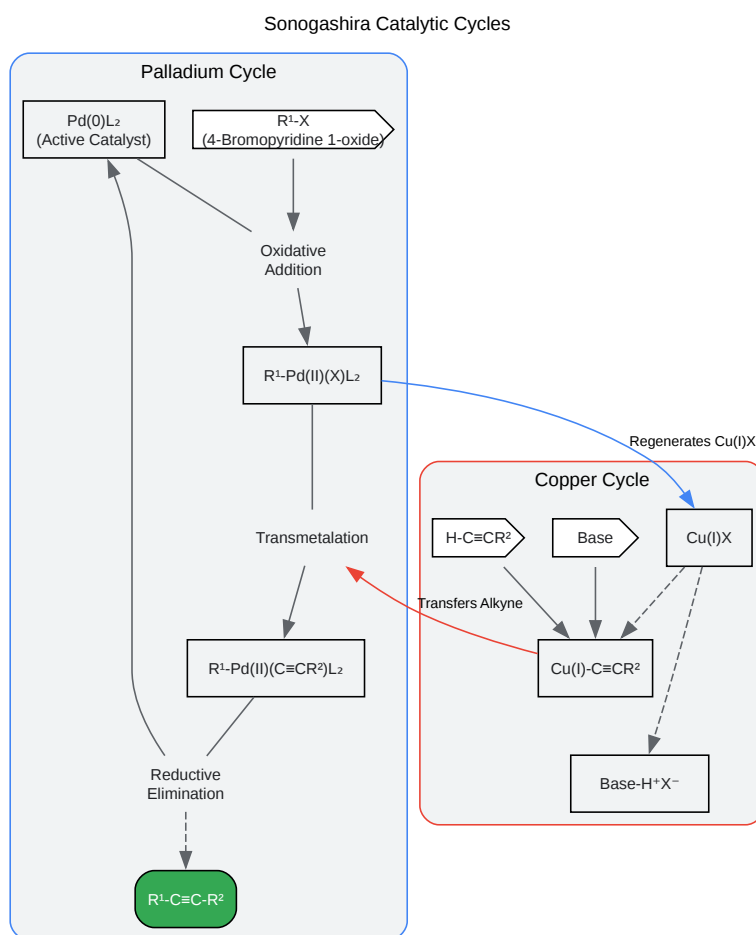 Sonogashira Catalytic Cycles
Palladium Cycle
Pd(0)L₂
(Active Catalyst)
R¹-X
(4-Bromopyridine 1-oxide)
Oxidative
Addition
R¹-Pd(II)(X)L₂
Regenerates Cu(I)X
Copper Cycle
H-C≡CR²
Base
Cu(I)X
Transmetalation
Transfers Alkyne
R¹-Pd(II)(C≡CR²)L₂
Cu(I)-C≡CR²
Reductive
Elimination
Base-H⁺X⁻
R¹-C≡C-R²